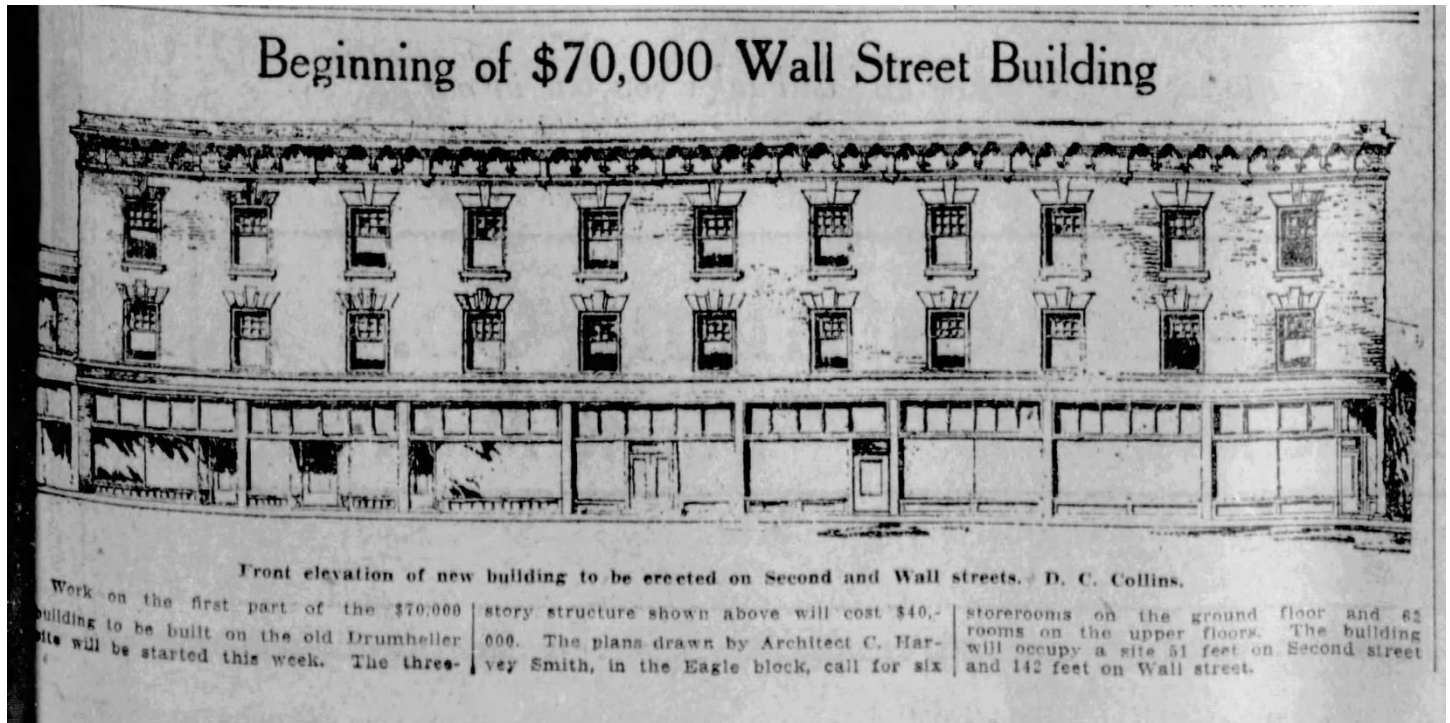 Beginning of $70,000 Wall Street Building
Front elevation of new building to be erected on Second and Wall streets. D. C. Collins.
Work on the first part of the $70,000
building to be built on the old Drumheller
site will be started this week. The three-
story structure shown above will cost $40,-
000. The plans drawn by Architect C. Har-
vey Smith, in the Eagle block, call for six
storerooms on the ground floor and 62
rooms on the upper floors. The building
will occupy a site 51 feet on Second street
and 142 feet on Wall street.